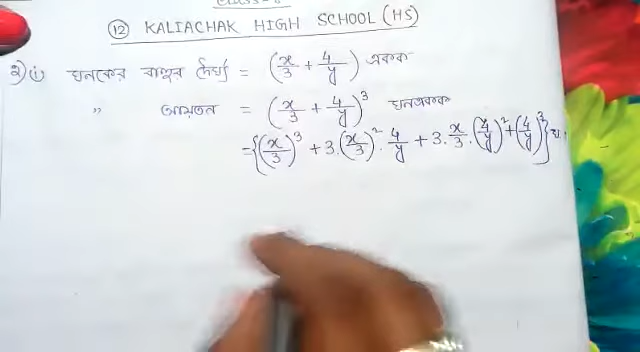 (12) KALIACHAK HIGH SCHOOL (HS)
২) (i) ঘনকের বাহুর দৈর্ঘ্য = (x/3 + 4/y) একক
" আয়তন = (x/3 + 4/y)³ ঘনএকক
= {(x/3)³ + 3.(x/3)².4/y + 3.x/3.(4/y)² + (4/y)³} ঘ.